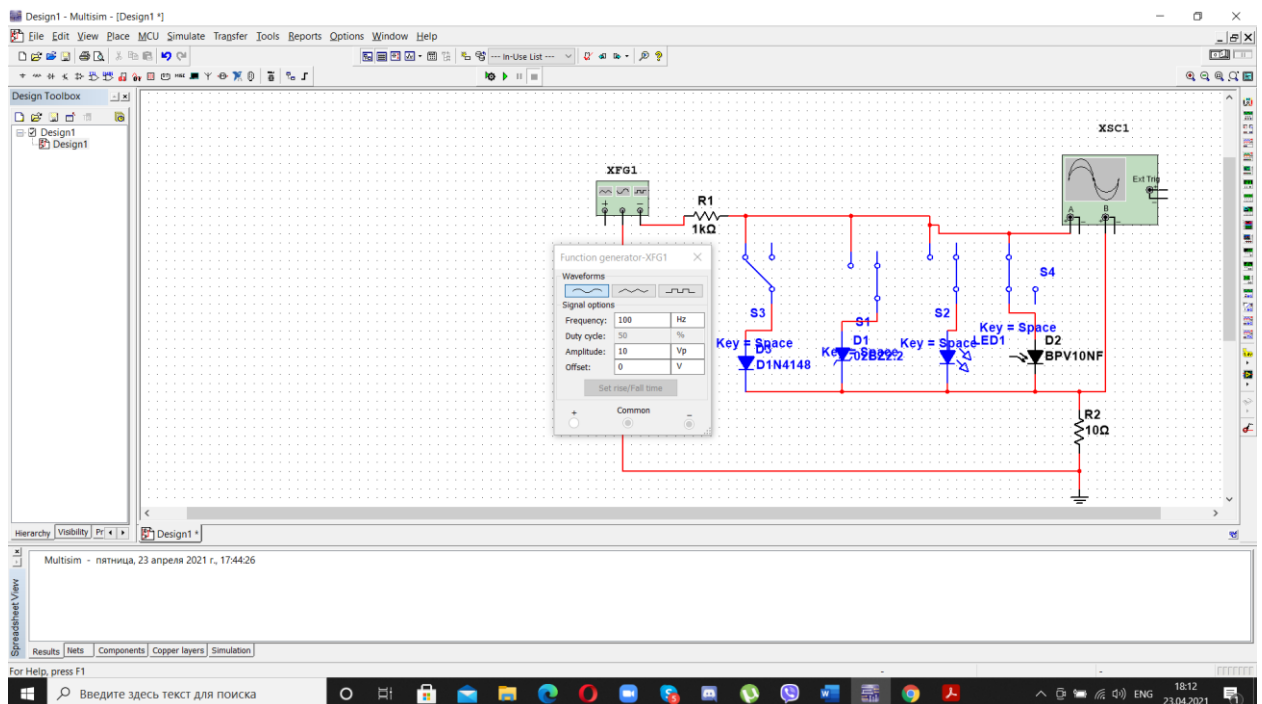 Design1 - Multisim - [Design1 *]
File Edit View Place MCU Simulate Transfer Tools Reports Options Window Help
--- In-Use List ---
Design Toolbox
Design1
Design1
XSC1
Ext Trig
A B
XFG1
R1
1kΩ
Function generator-XFG1
Waveforms
Signal options
Frequency: 100 Hz
Duty cycle: 50 %
Amplitude: 10 Vp
Offset: 0 V
Set rise/Fall time
+ Common −
S3
Key = Space
D3
D1N4148
S1
Key = Space
D1
02BZ2.2
S2
Key = Space
LED1
S4
Key = Space
D2
BPV10NF
R2
10Ω
Hierarchy Visibility Pr
Design1 *
Multisim - пятница, 23 апреля 2021 г., 17:44:26
Spreadsheet View
Results Nets Components Copper layers Simulation
For Help, press F1
Введите здесь текст для поиска
ENG
18:12
23.04.2021